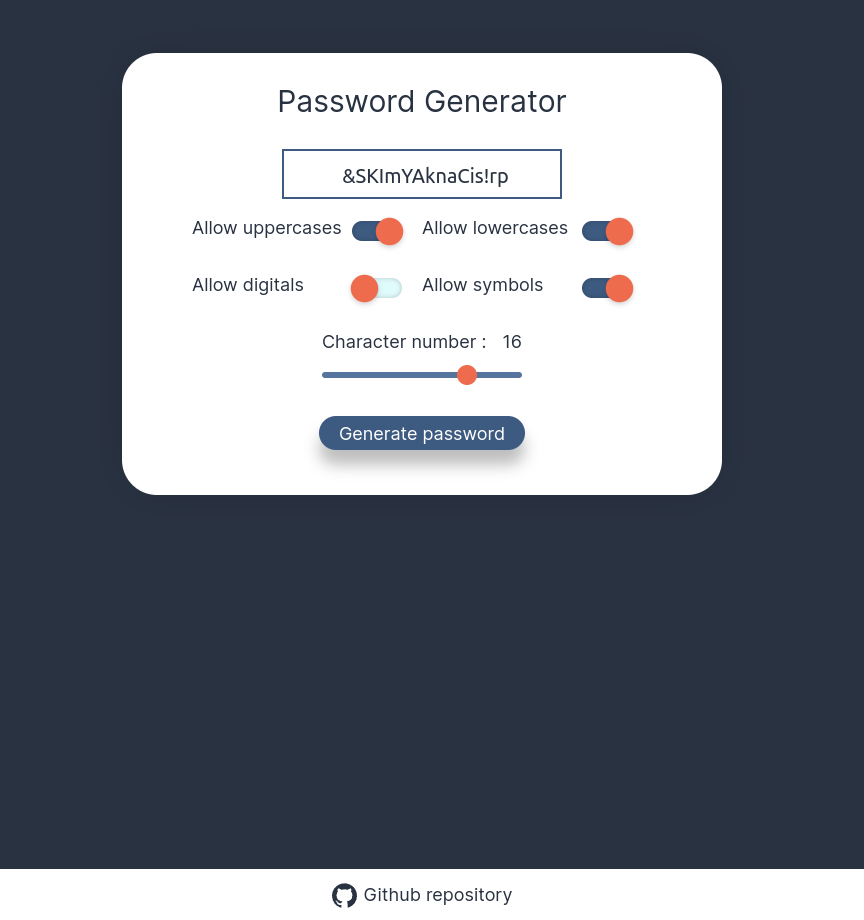 Password Generator
&SKImYAknaCis!rp
Allow uppercases Allow lowercases
Allow digitals Allow symbols
Character number : 16
Generate password
Github repository